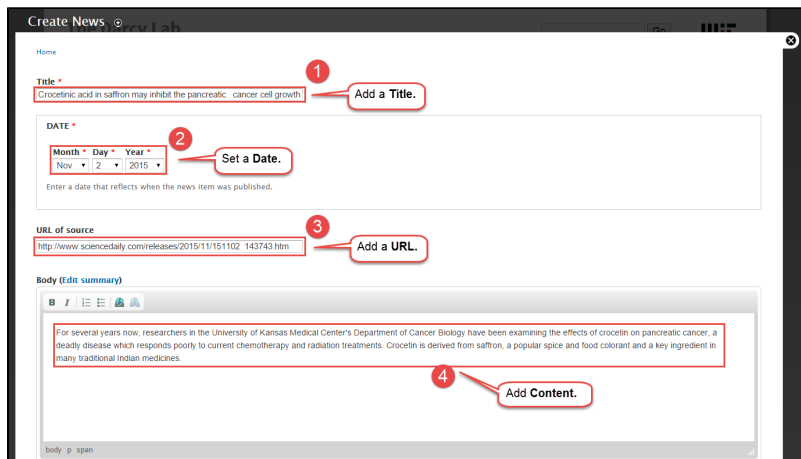 Create News
The Darcy Lab
Go
Home
1
Title *
Crocetinic acid in saffron may inhibit the pancreatic cancer cell growth
Add a Title.
DATE *
2
Month * Day * Year *
Nov 2 2015
Set a Date.
Enter a date that reflects when the news item was published.
3
URL of source
http://www.sciencedaily.com/releases/2015/11/151102 143743.htm
Add a URL.
Body (Edit summary)
B I
For several years now, researchers in the University of Kansas Medical Center's Department of Cancer Biology have been examining the effects of crocetin on pancreatic cancer, a
deadly disease which responds poorly to current chemotherapy and radiation treatments. Crocetin is derived from saffron, a popular spice and food colorant and a key ingredient in
many traditional Indian medicines.
4
Add Content.
body p span